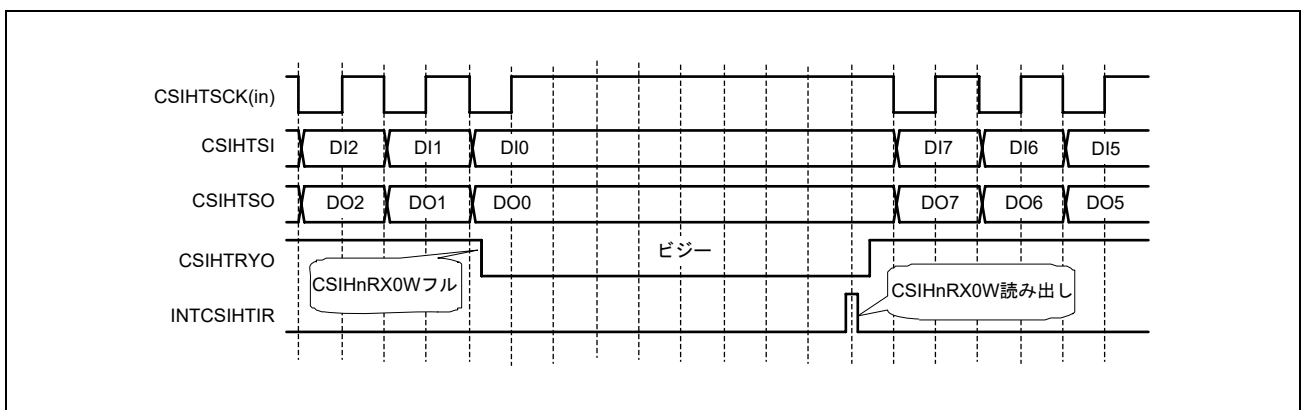 CSIHTSCK(in)
CSIHTSI DI2 DI1 DI0 DI7 DI6 DI5
CSIHTSO DO2 DO1 DO0 DO7 DO6 DO5
CSIHTRYO ビジー
CSIHnRX0Wフル CSIHnRX0W読み出し
INTCSIHTIR